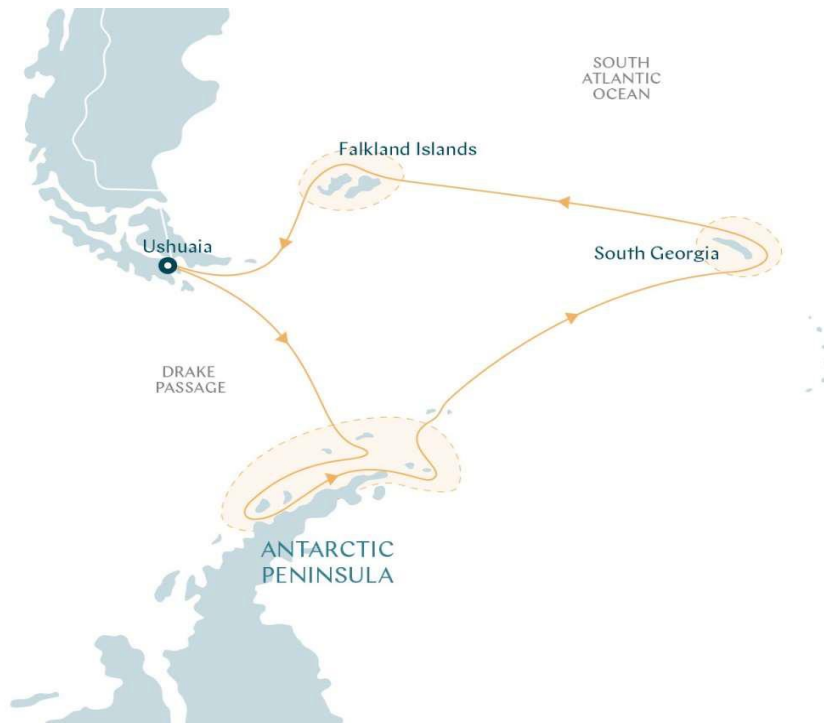 SOUTH
ATLANTIC
OCEAN
Falkland Islands
Ushuaia
South Georgia
DRAKE
PASSAGE
ANTARCTIC
PENINSULA